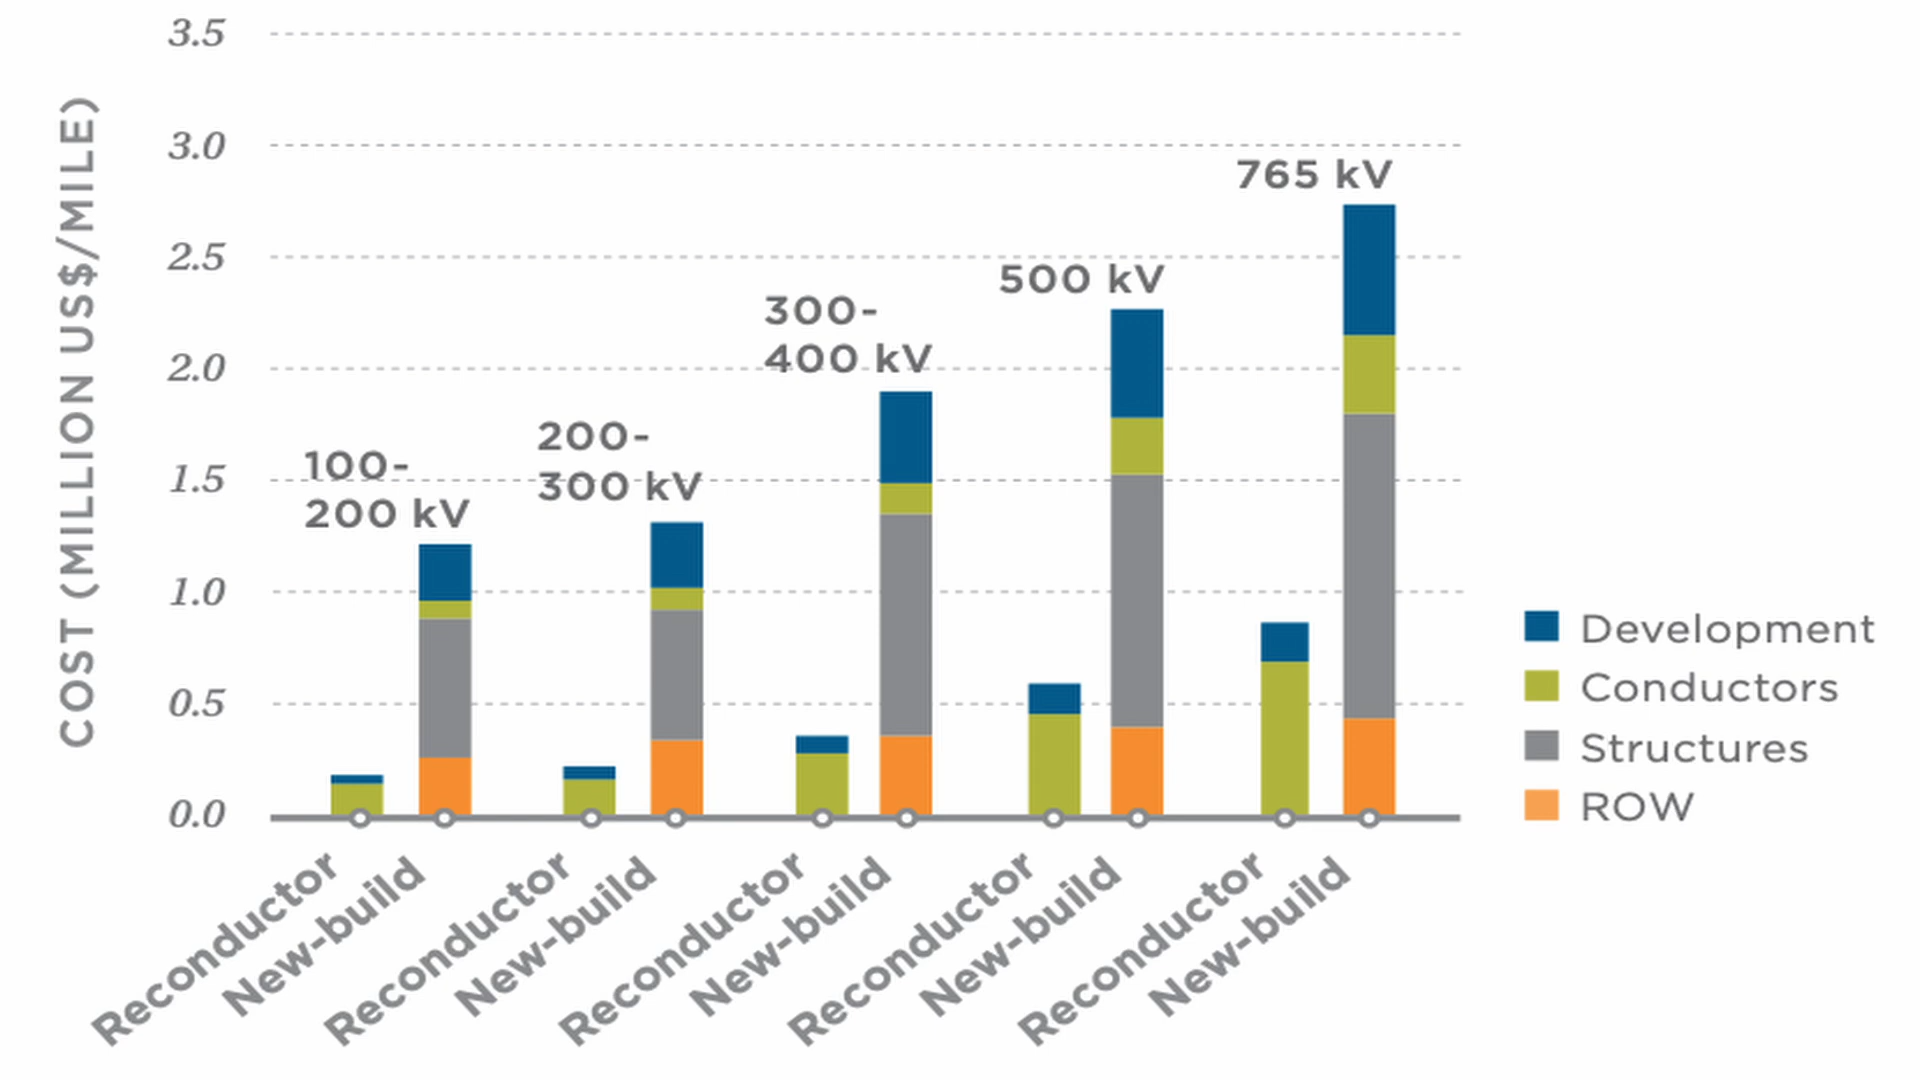 COST (MILLION US$/MILE)
3.5
3.0
2.5
2.0
1.5
1.0
0.5
0.0
100-
200 kV
200-
300 kV
300-
400 kV
500 kV
765 kV
Reconductor
New-build
Reconductor
New-build
Reconductor
New-build
Reconductor
New-build
Reconductor
New-build
Development
Conductors
Structures
ROW